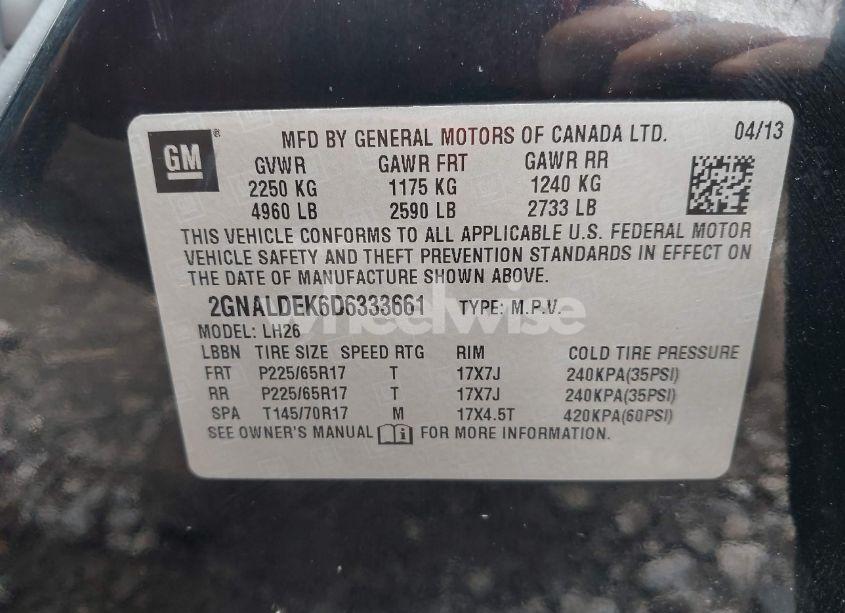 MFD BY GENERAL MOTORS OF CANADA LTD. 04/13
GM
GVWR GAWR FRT GAWR RR
2250 KG 1175 KG 1240 KG
4960 LB 2590 LB 2733 LB
THIS VEHICLE CONFORMS TO ALL APPLICABLE U.S. FEDERAL MOTOR
VEHICLE SAFETY AND THEFT PREVENTION STANDARDS IN EFFECT ON
THE DATE OF MANUFACTURE SHOWN ABOVE.
2GNALDEK6D6333661 TYPE: M.P.V.
wheelwise
MODEL: LH26
LBBN TIRE SIZE SPEED RTG RIM COLD TIRE PRESSURE
FRT P225/65R17 T 17X7J 240KPA(35PSI)
RR P225/65R17 T 17X7J 240KPA(35PSI)
SPA T145/70R17 M 17X4.5T 420KPA(60PSI)
SEE OWNER'S MANUAL FOR MORE INFORMATION.